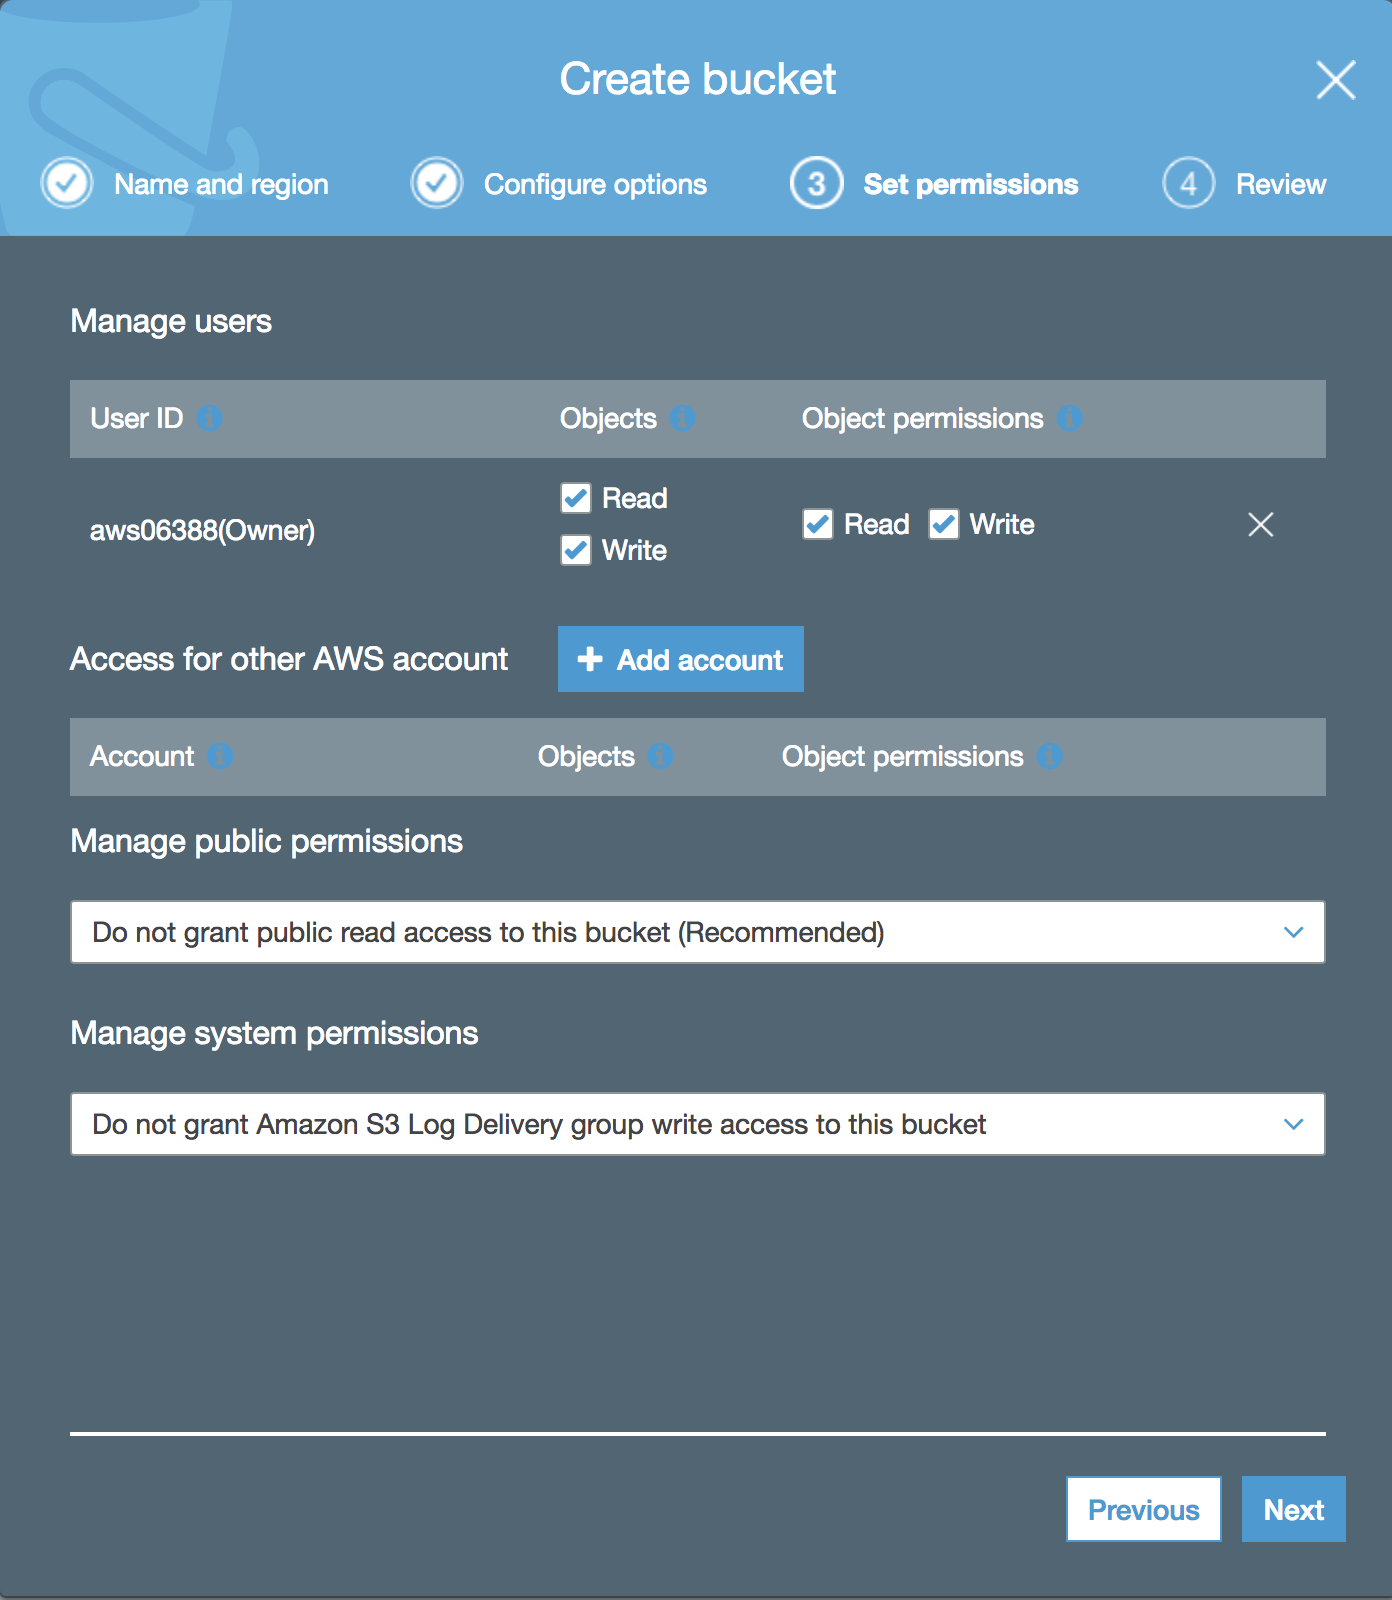 Create bucket
Name and region
Configure options
3 Set permissions
4 Review
Manage users
User ID Objects Object permissions
Read
aws06388(Owner) Read Write
Write
Access for other AWS account + Add account
Account Objects Object permissions
Manage public permissions
Do not grant public read access to this bucket (Recommended)
Manage system permissions
Do not grant Amazon S3 Log Delivery group write access to this bucket
Previous Next